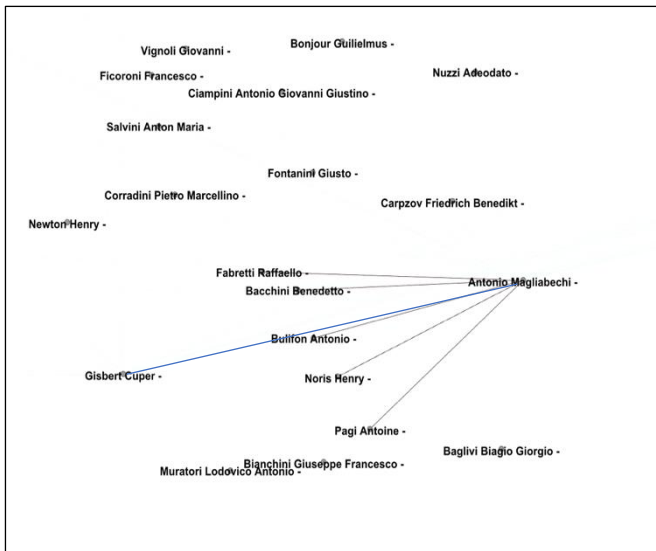 Bonjour Guilielmus -
Vignoli Giovanni -
Nuzzi Adeodato -
Ficoroni Francesco -
Ciampini Antonio Giovanni Giustino -
Salvini Anton Maria -
Fontanini Giusto -
Corradini Pietro Marcellino -
Carpzov Friedrich Benedikt -
Newton Henry -
Fabretti Raffaello -
Antonio Magliabechi -
Bacchini Benedetto -
Bulifon Antonio -
Gisbert Cuper -
Noris Henry -
Pagi Antoine -
Baglivi Biagio Giorgio -
Bianchini Giuseppe Francesco -
Muratori Lodovico Antonio -